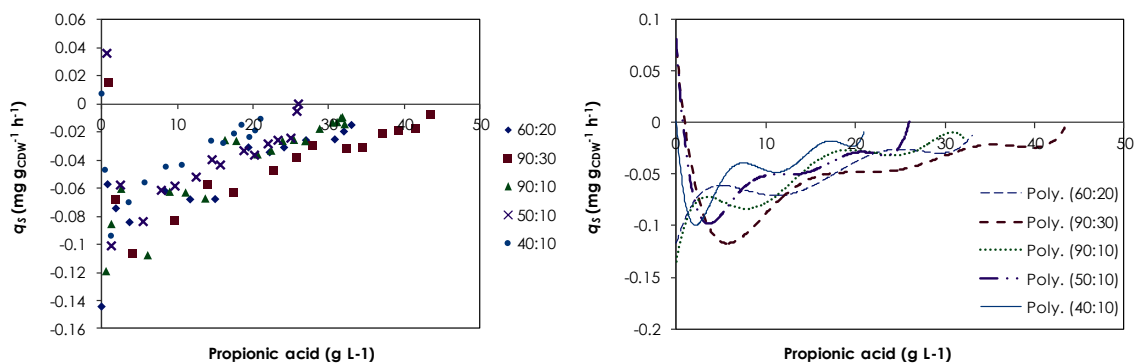 0.06
0.04
0.02
0
-0.02
-0.04
-0.06
-0.08
-0.1
-0.12
-0.14
-0.16
0 10 20 30 40 50
qS (mg gCDW-1 h-1)
Propionic acid (g L-1)
60:20
90:30
90:10
50:10
40:10
0.1
0.05
0
-0.05
-0.1
-0.15
-0.2
0 10 20 30 40 50
qS (mg gCDW-1 h-1)
Propionic acid (g L-1)
Poly. (60:20)
Poly. (90:30)
Poly. (90:10)
Poly. (50:10)
Poly. (40:10)